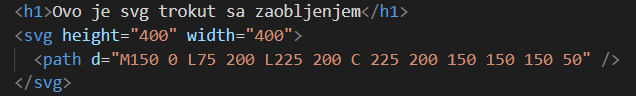 <h1>Ovo je svg trokut sa zaobljenjem</h1>
<svg height="400" width="400">
<path d="M150 0 L75 200 L225 200 C 225 200 150 150 150 50" />
</svg>